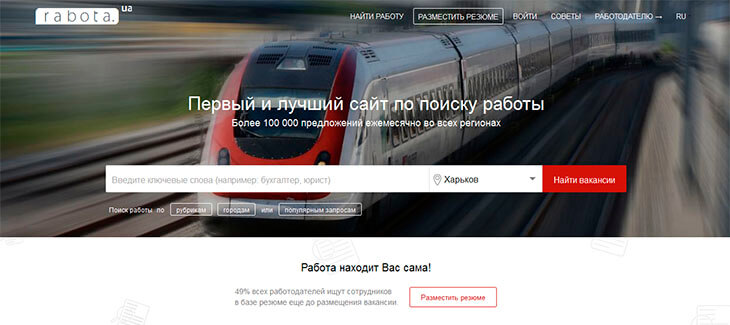 rabota.ua
НАЙТИ РАБОТУ РАЗМЕСТИТЬ РЕЗЮМЕ ВОЙТИ СОВЕТЫ РАБОТОДАТЕЛЮ → RU
Первый и лучший сайт по поиску работы
Более 100 000 предложений ежемесячно во всех регионах
Введите ключевые слова (например: бухгалтер, юрист) Харьков Найти вакансии
Поиск работы по рубрикам городам или популярным запросам
Работа находит Вас сама!
49% всех работодателей ищут сотрудников
в базе резюме еще до размещения вакансии
Разместить резюме